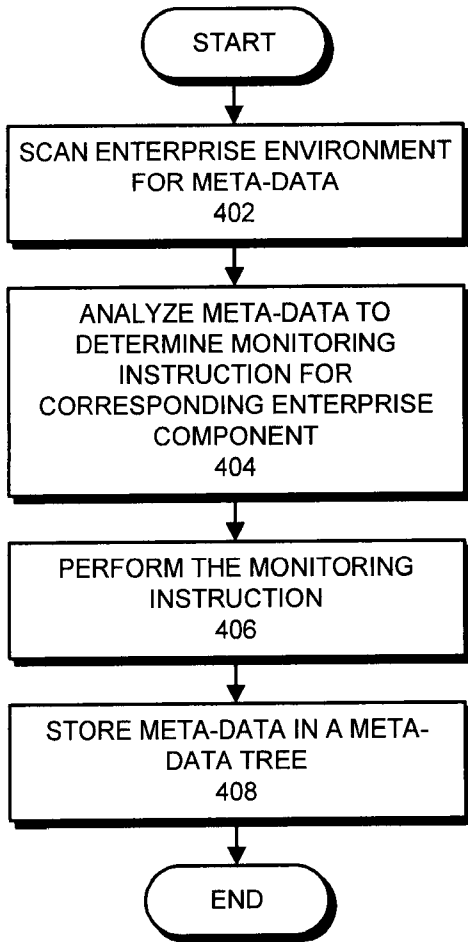 START
SCAN ENTERPRISE ENVIRONMENT
FOR META-DATA
402
ANALYZE META-DATA TO
DETERMINE MONITORING
INSTRUCTION FOR
CORRESPONDING ENTERPRISE
COMPONENT
404
PERFORM THE MONITORING
INSTRUCTION
406
STORE META-DATA IN A META-
DATA TREE
408
END